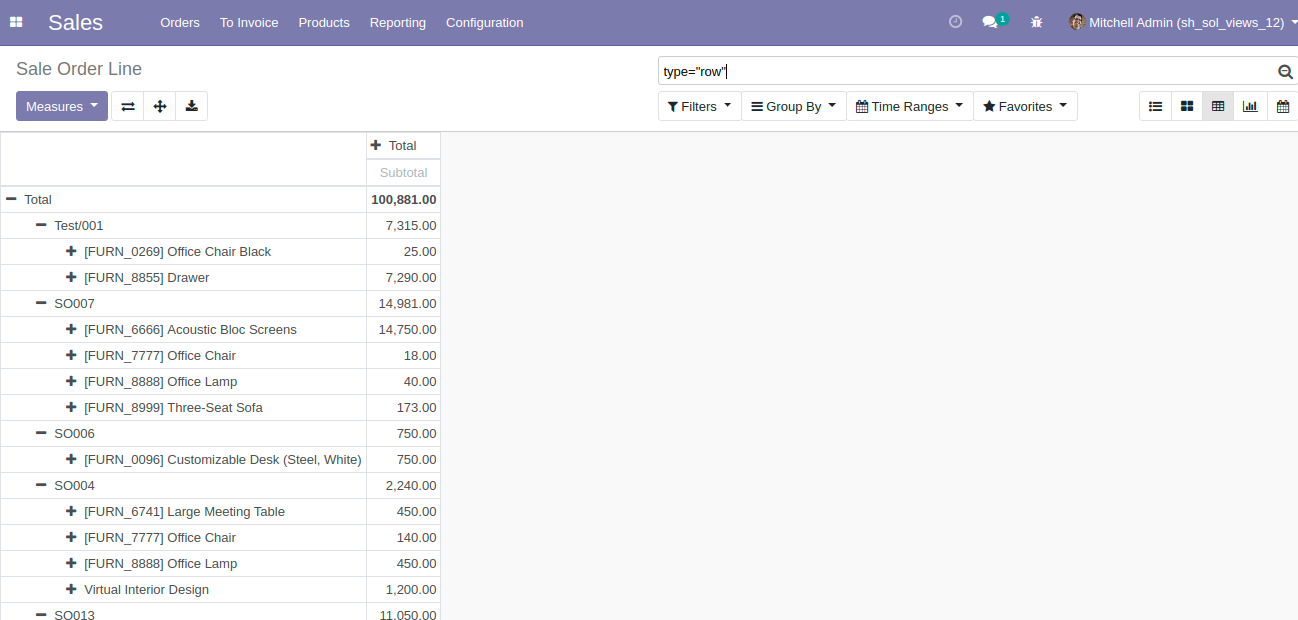 Sales Orders To Invoice Products Reporting Configuration 1 Mitchell Admin (sh_sol_views_12)
Sale Order Line
type="row"
Measures Filters Group By Time Ranges Favorites
Total
Subtotal
Total 100,881.00
Test/001 7,315.00
[FURN_0269] Office Chair Black 25.00
[FURN_8855] Drawer 7,290.00
SO007 14,981.00
[FURN_6666] Acoustic Bloc Screens 14,750.00
[FURN_7777] Office Chair 18.00
[FURN_8888] Office Lamp 40.00
[FURN_8999] Three-Seat Sofa 173.00
SO006 750.00
[FURN_0096] Customizable Desk (Steel, White) 750.00
SO004 2,240.00
[FURN_6741] Large Meeting Table 450.00
[FURN_7777] Office Chair 140.00
[FURN_8888] Office Lamp 450.00
Virtual Interior Design 1,200.00
SO013 11,050.00